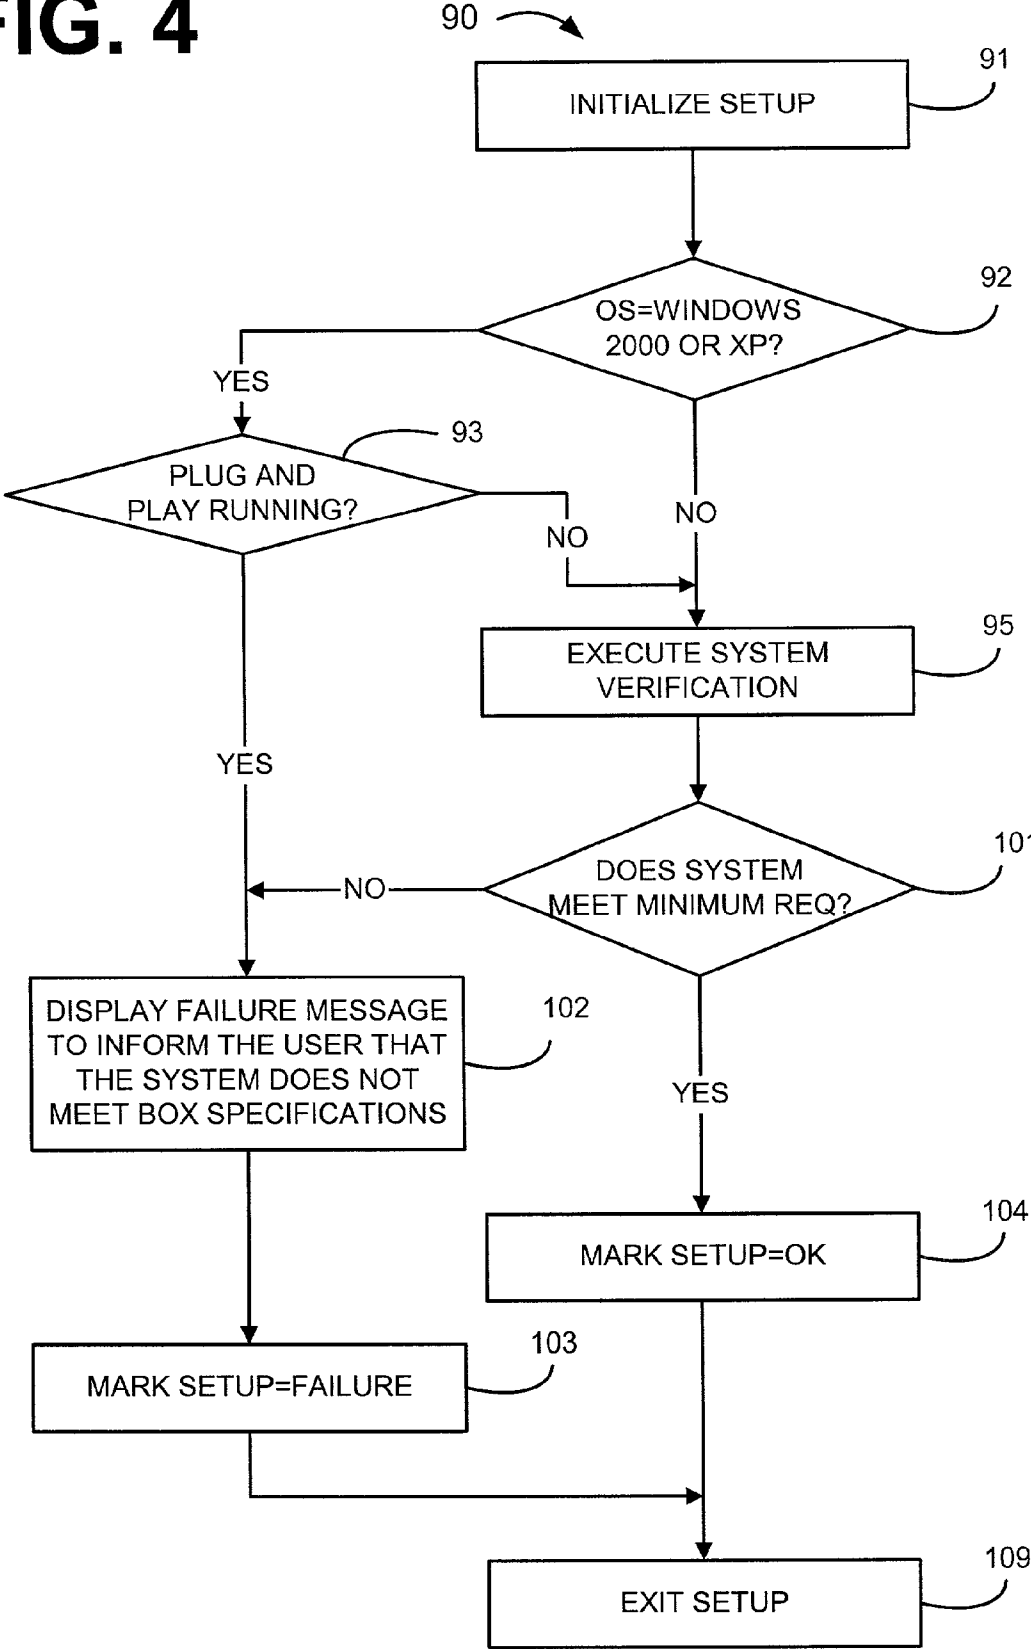 FIG. 4
90
91
INITIALIZE SETUP
92
OS=WINDOWS
2000 OR XP?
YES
93
PLUG AND
PLAY RUNNING?
NO
NO
95
EXECUTE SYSTEM
VERIFICATION
YES
101
DOES SYSTEM
MEET MINIMUM REQ?
NO
DISPLAY FAILURE MESSAGE
TO INFORM THE USER THAT
THE SYSTEM DOES NOT
MEET BOX SPECIFICATIONS
102
YES
104
MARK SETUP=OK
103
MARK SETUP=FAILURE
109
EXIT SETUP